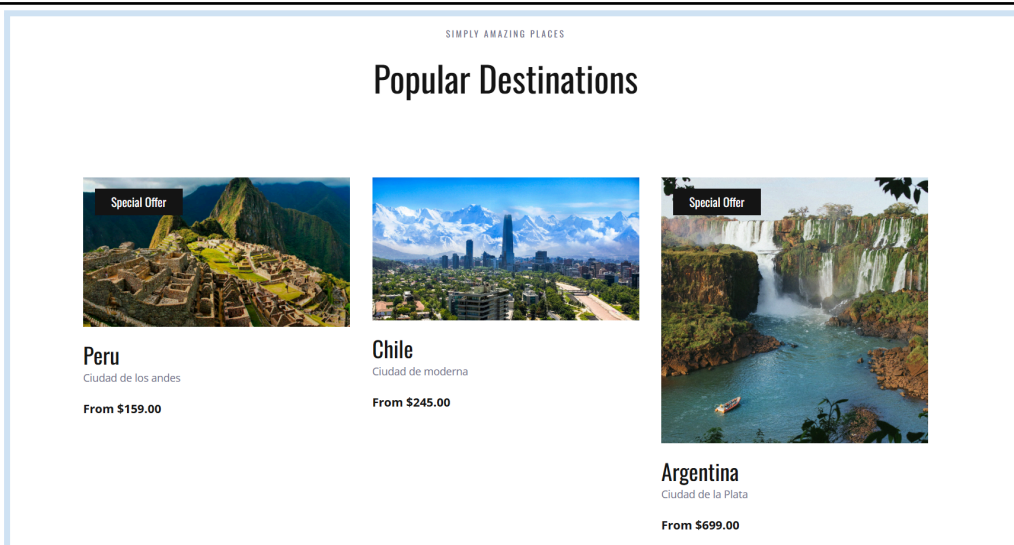 SIMPLY AMAZING PLACES
Popular Destinations
Special Offer
Peru
Ciudad de los andes
From $159.00
Chile
Ciudad de moderna
From $245.00
Special Offer
Argentina
Ciudad de la Plata
From $699.00